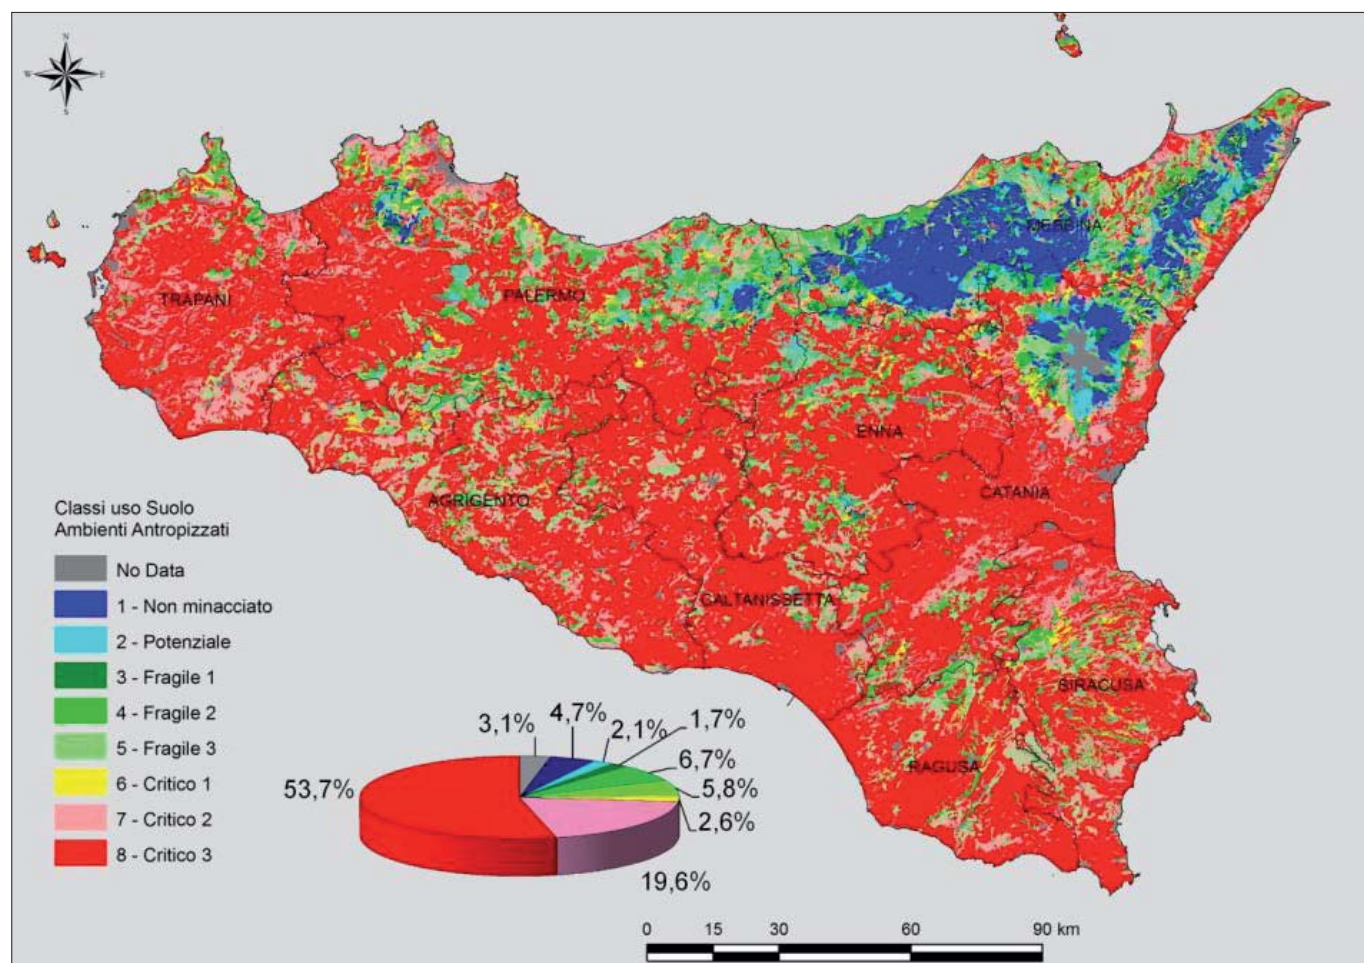 N
W E
S
MESSINA
TRAPANI
PALERMO
ENNA
CATANIA
AGRIGENTO
CALTANISSETTA
SIRACUSA
RAGUSA
Classi uso Suolo
Ambienti Antropizzati
No Data
1 - Non minacciato
2 - Potenziale
3 - Fragile 1
4 - Fragile 2
5 - Fragile 3
6 - Critico 1
7 - Critico 2
8 - Critico 3
3,1%
4,7%
2,1%
1,7%
6,7%
5,8%
2,6%
19,6%
53,7%
0 15 30 60 90 km